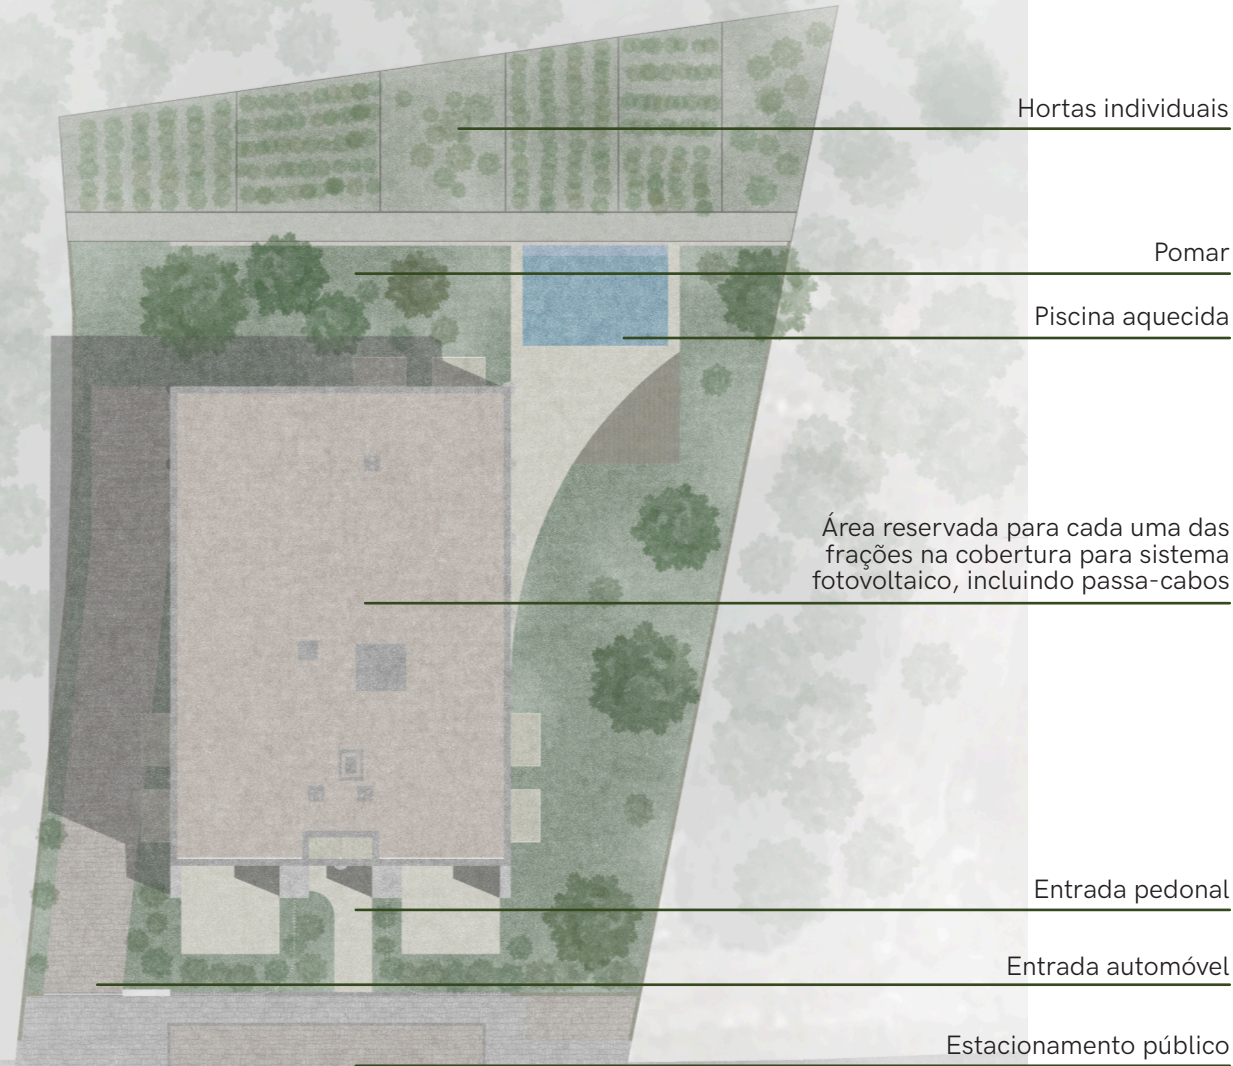 Hortas individuais
Pomar
Piscina aquecida
Área reservada para cada uma das
frações na cobertura para sistema
fotovoltaico, incluindo passa-cabos
Entrada pedonal
Entrada automóvel
Estacionamento público